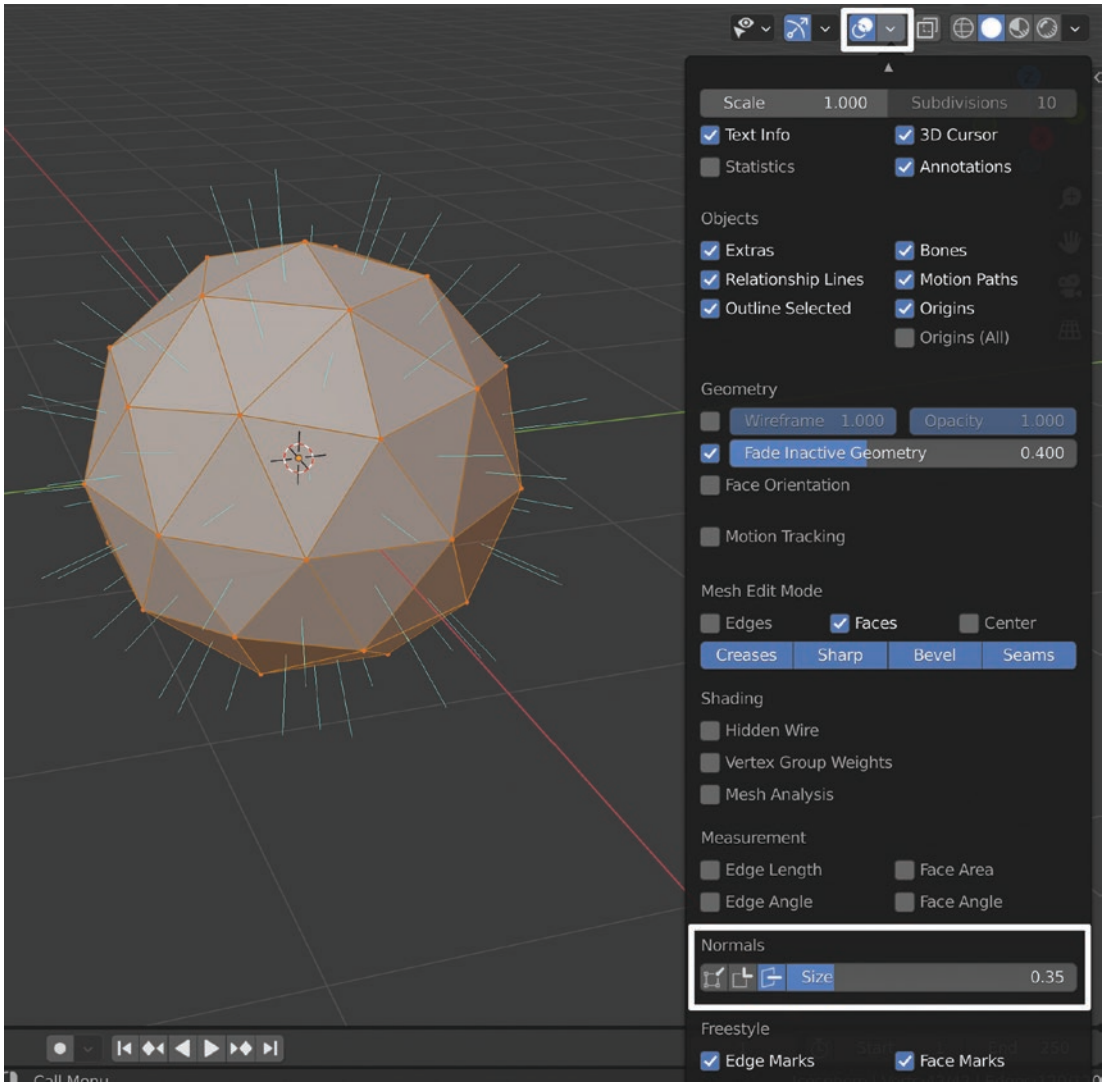 Scale 1.000 Subdivisions 10
Text Info 3D Cursor
Statistics Annotations
Objects
Extras Bones
Relationship Lines Motion Paths
Outline Selected Origins
Origins (All)
Geometry
Wireframe 1.000 Opacity 1.000
Fade Inactive Geometry 0.400
Face Orientation
Motion Tracking
Mesh Edit Mode
Edges Faces Center
Creases Sharp Bevel Seams
Shading
Hidden Wire
Vertex Group Weights
Mesh Analysis
Measurement
Edge Length Face Area
Edge Angle Face Angle
Normals
Size 0.35
Freestyle
End 250
Edge Marks Face Marks
Call Menu